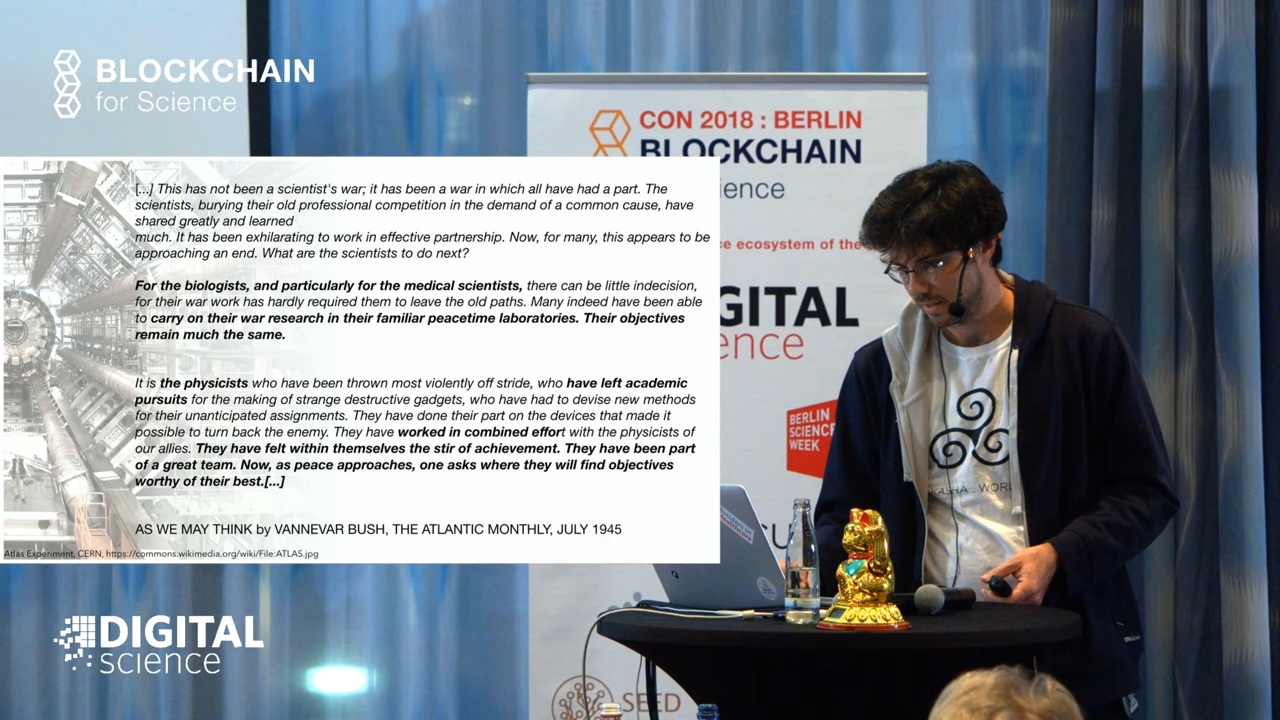 BLOCKCHAIN
for Science
CON 2018 : BERLIN
BLOCKCHAIN
ience
ce ecosystem of the
GITAL
ence
BERLIN
SCIENCE
WEEK
KASHA . WORL
SEED
[...] This has not been a scientist's war; it has been a war in which all have had a part. The
scientists, burying their old professional competition in the demand of a common cause, have
shared greatly and learned
much. It has been exhilarating to work in effective partnership. Now, for many, this appears to be
approaching an end. What are the scientists to do next?
For the biologists, and particularly for the medical scientists, there can be little indecision,
for their war work has hardly required them to leave the old paths. Many indeed have been able
to carry on their war research in their familiar peacetime laboratories. Their objectives
remain much the same.
It is the physicists who have been thrown most violently off stride, who have left academic
pursuits for the making of strange destructive gadgets, who have had to devise new methods
for their unanticipated assignments. They have done their part on the devices that made it
possible to turn back the enemy. They have worked in combined effort with the physicists of
our allies. They have felt within themselves the stir of achievement. They have been part
of a great team. Now, as peace approaches, one asks where they will find objectives
worthy of their best.[...]
AS WE MAY THINK by VANNEVAR BUSH, THE ATLANTIC MONTHLY, JULY 1945
Atlas Experiment, CERN, https://commons.wikimedia.org/wiki/File:ATLAS.jpg
DIGITAL
science